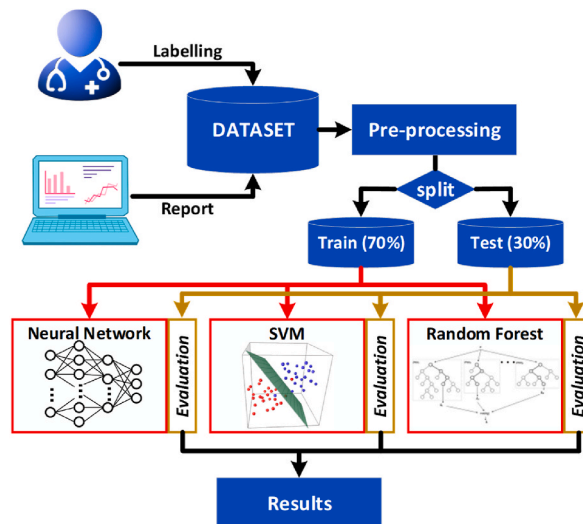 Labelling
DATASET
Pre-processing
Report
split
Train (70%)
Test (30%)
Neural Network
Evaluation
SVM
Evaluation
Random Forest
Evaluation
Results